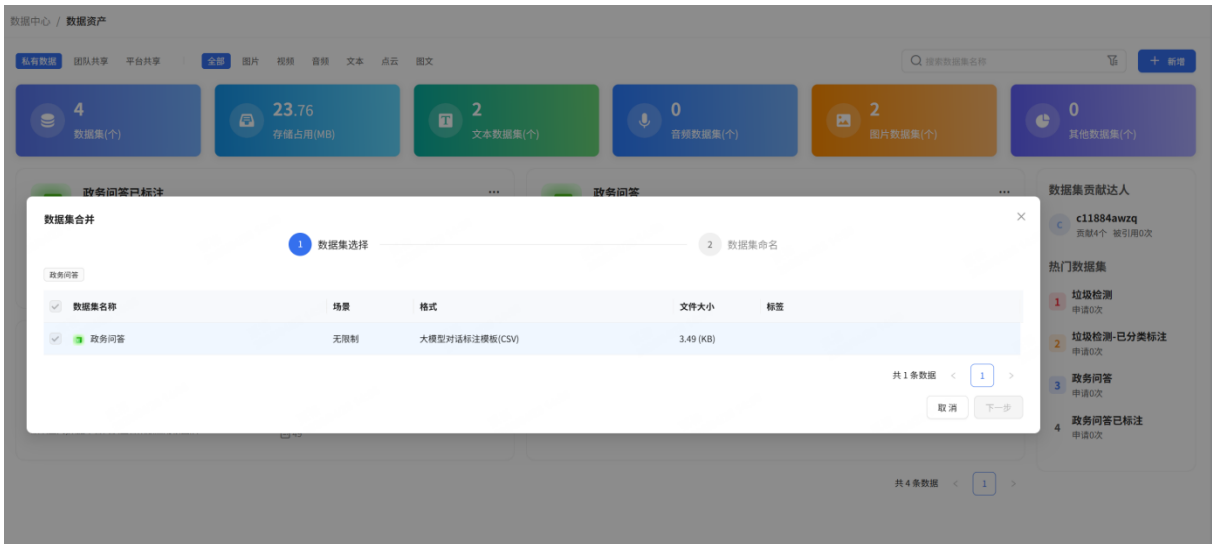 数据中心 / 数据资产
私有数据 团队共享 平台共享 全部 图片 视频 音频 文本 点云 图文 搜索数据集名称 + 新增
4 23.76 2 0 2 0
数据集(个) 存储占用(MB) 文本数据集(个) 音频数据集(个) 图片数据集(个) 其他数据集(个)
政务问答已标注 ··· 政务问答 ··· 数据集贡献达人
数据集合并
c11884awzq
贡献4个 被引用0次
1 数据集选择 2 数据集命名
热门数据集
政务问答
1 垃圾检测
申请0次
数据集名称 场景 格式 文件大小 标签
政务问答 无限制 大模型对话标注模板(CSV) 3.49 (KB)
2 垃圾检测-已分类标注
申请0次
共 1 条数据 < 1 >
3 政务问答
申请0次
取 消 下一步
4 政务问答已标注
申请0次
共 4 条数据 < 1 >